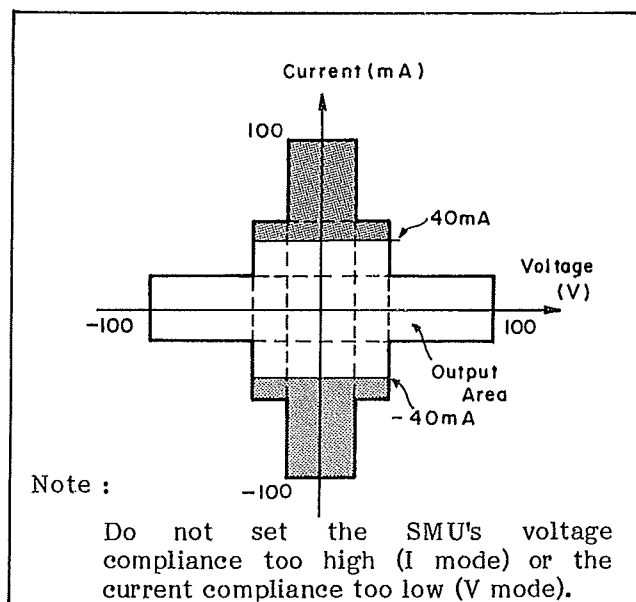 Current (mA)
100
40mA
Voltage
(V)
-100
100
Output
Area
-40mA
-100
Note :
Do not set the SMU's voltage
compliance too high (I mode) or the
current compliance too low (V mode).